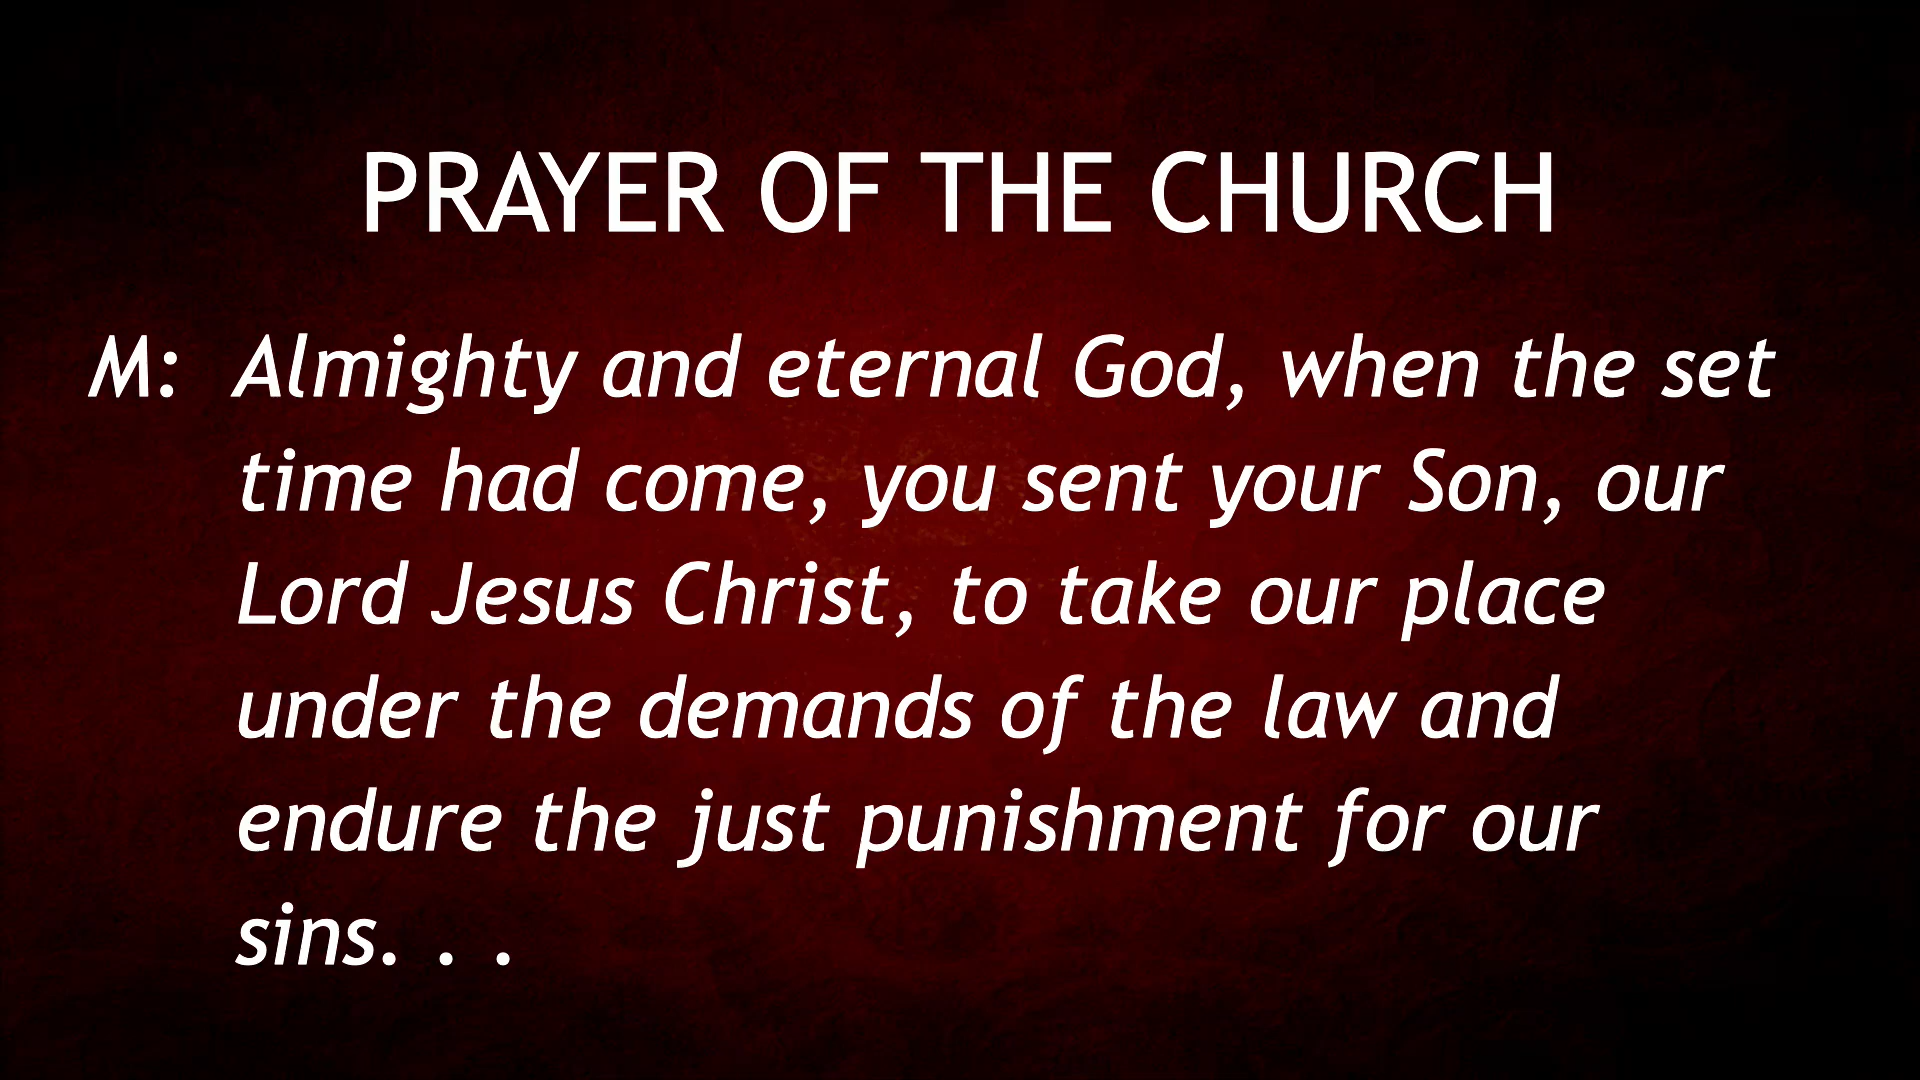 PRAYER OF THE CHURCH
M: Almighty and eternal God, when the set
time had come, you sent your Son, our
Lord Jesus Christ, to take our place
under the demands of the law and
endure the just punishment for our
sins. . .